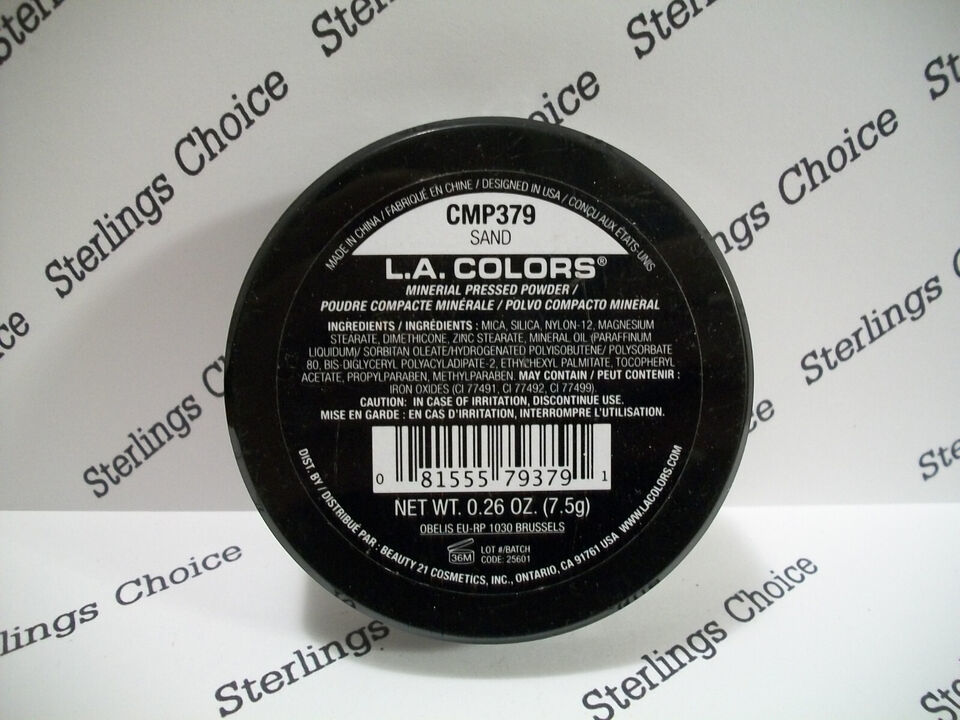 MADE IN CHINA / FABRIQUÉ EN CHINE / DESIGNED IN USA / CONÇU AUX ÉTATS-UNIS
CMP379
SAND
L.A. COLORS®
MINERIAL PRESSED POWDER /
POUDRE COMPACTE MINÉRALE / POLVO COMPACTO MINERAL
INGREDIENTS / INGRÉDIENTS : MICA, SILICA, NYLON-12, MAGNESIUM
STEARATE, DIMETHICONE, ZINC STEARATE, MINERAL OIL (PARAFFINUM
LIQUIDUM)/ SORBITAN OLEATE/HYDROGENATED POLYISOBUTENE/ POLYSORBATE
80, BIS-DIGLYCERYL POLYACYLADIPATE-2, ETHYLHEXYL PALMITATE, TOCOPHERYL
ACETATE, PROPYLPARABEN, METHYLPARABEN. MAY CONTAIN / PEUT CONTENIR :
IRON OXIDES (CI 77491, CI 77492, CI 77499).
CAUTION: IN CASE OF IRRITATION, DISCONTINUE USE.
MISE EN GARDE : EN CAS D'IRRITATION, INTERROMPRE L'UTILISATION.
0 81555 79379 1
NET WT. 0.26 OZ. (7.5g)
OBELIS EU-RP 1030 BRUSSELS
36M
LOT #/BATCH
CODE: 25601
DIST. BY / DISTRIBUÉ PAR : BEAUTY 21 COSMETICS, INC., ONTARIO, CA 91761 USA WWW.LACOLORS.COM
Sterlings Choice
Sterlings Choice
Sterlings Choice
Sterlings Choice
Sterlings Choice
Sterlings Choice
Sterlings